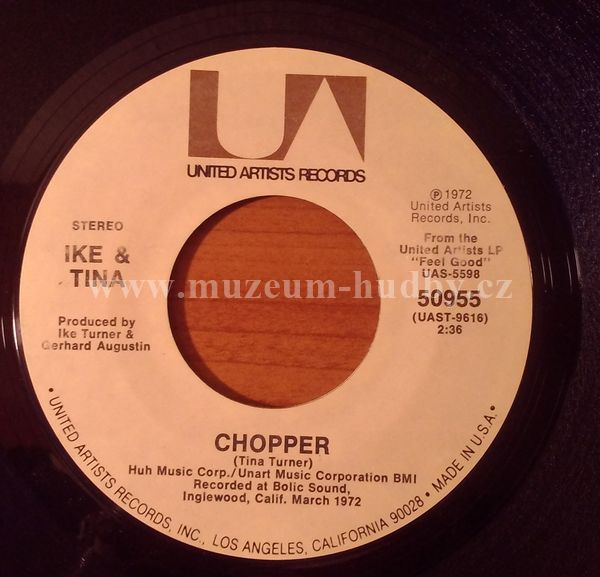 UA
UNITED ARTISTS RECORDS
℗ 1972
United Artists
Records, Inc.
STEREO
IKE &
TINA
From the
United Artists LP
"Feel Good"
UAS-5598
50955
(UAST-9616)
2:36
Produced by
Ike Turner &
Gerhard Augustin
www.muzeum-hudby.cz
CHOPPER
(Tina Turner)
Huh Music Corp./Unart Music Corporation BMI
Recorded at Bolic Sound,
Inglewood, Calif. March 1972
• UNITED ARTISTS RECORDS, INC., LOS ANGELES, CALIFORNIA 90028 • MADE IN U.S.A. •